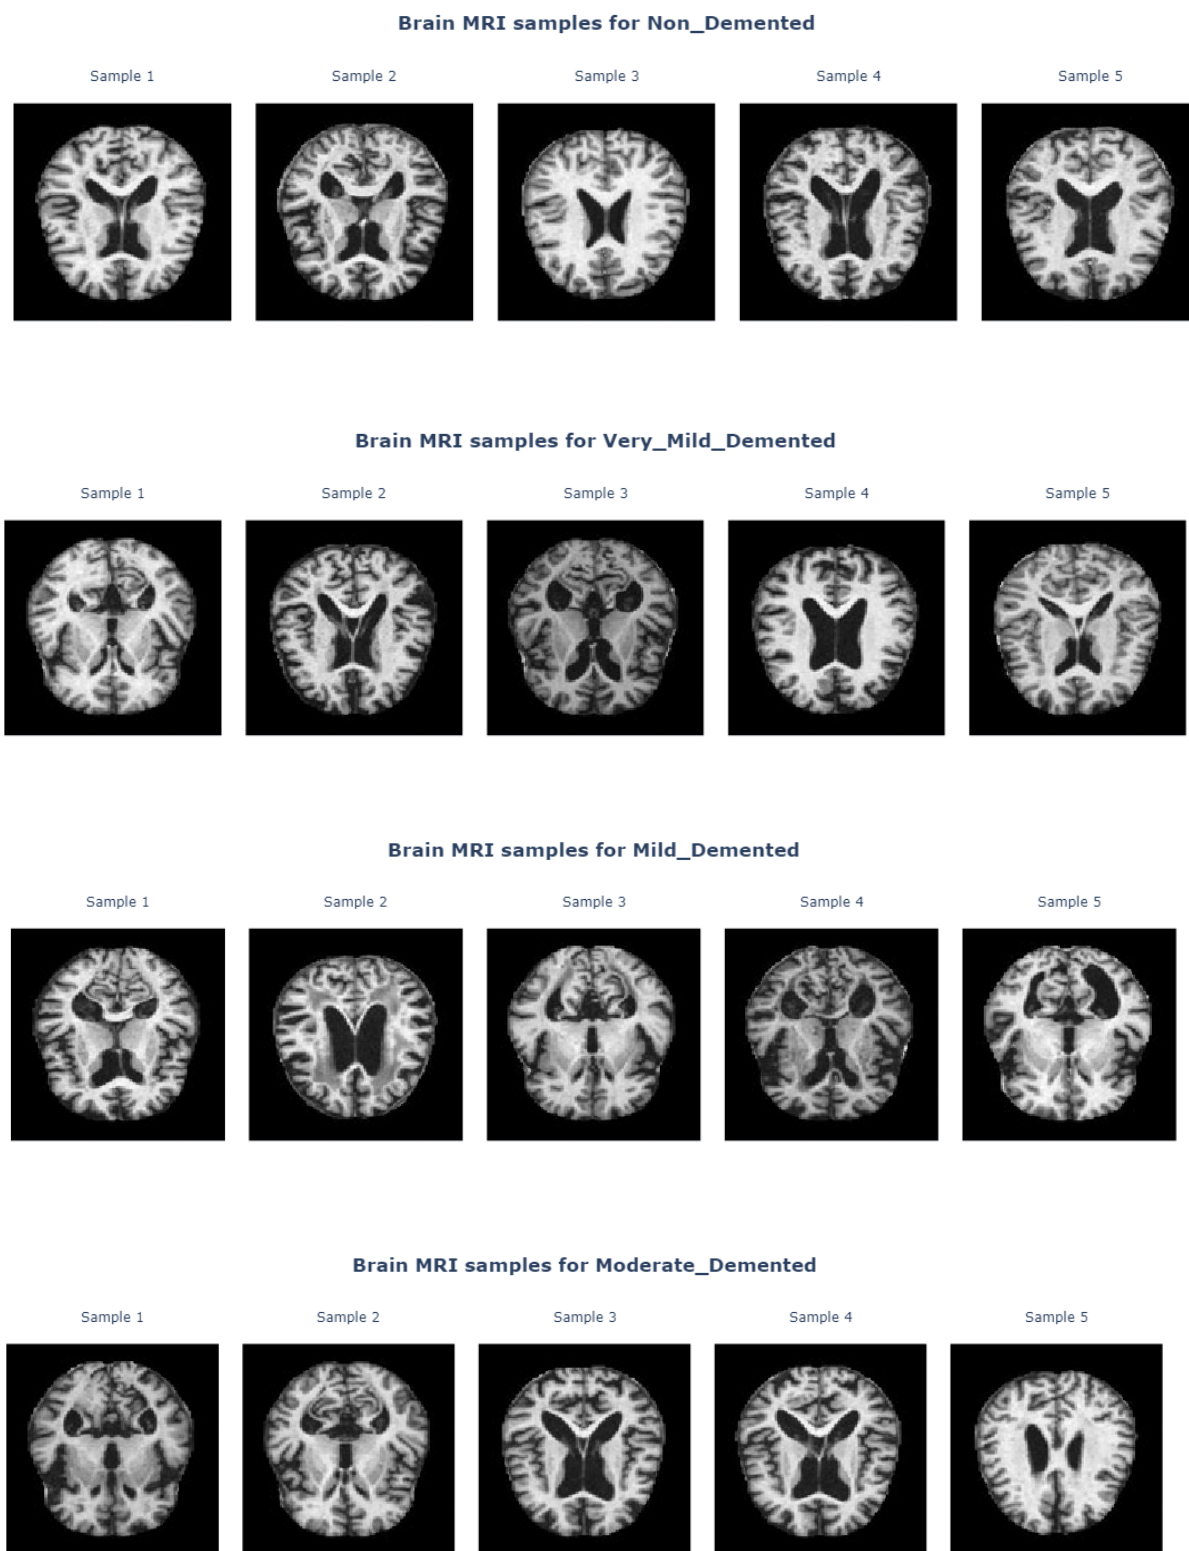 Brain MRI samples for Non_Demented
Sample 1 Sample 2 Sample 3 Sample 4 Sample 5
Brain MRI samples for Very_Mild_Demented
Sample 1 Sample 2 Sample 3 Sample 4 Sample 5
Brain MRI samples for Mild_Demented
Sample 1 Sample 2 Sample 3 Sample 4 Sample 5
Brain MRI samples for Moderate_Demented
Sample 1 Sample 2 Sample 3 Sample 4 Sample 5